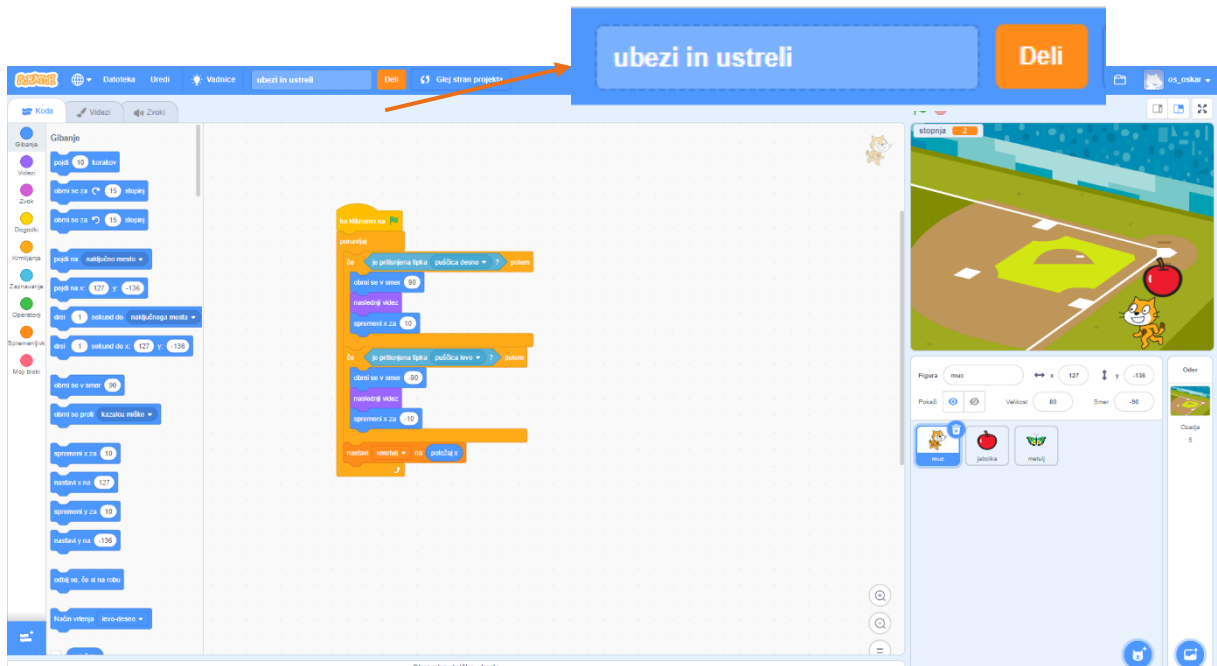 ubezi in ustreli Deli
SCRATCH Datoteka Uredi Vadnice ubezi in ustreli Deli Glej stran projekta os_oskar
Koda Videzi Zvoki
Gibanje
Videzi
Zvok
Dogodki
Krmiljenje
Zaznavanje
Operatorji
Moji bloki
Gibanje
pojdi 10 korakov
obrni se za 15 stopinj
obrni se za 15 stopinj
pojdi na naključno mesto
pojdi na x: 127 y: -136
drsi 1 sekund do naključnega mesta
drsi 1 sekund do x: 127 y: -136
obrni se v smer 90
obrni se proti kazalcu miške
spremeni x za 10
nastavi x na 127
spremeni y za 10
nastavi y na -136
odbij se, če si na robu
Način vrtenja levo-desno
ko kliknemo na
ponavljaj
če je pritisnjena tipka puščica desno ? potem
obrni se v smer 90
naslednji videz
spremeni x za 10
če je pritisnjena tipka puščica levo ? potem
obrni se v smer -90
naslednji videz
spremeni x za -10
nastavi xmetulj na položaj x
stopnja 2
Figura muc x 127 y -136
Pokaži Velikost 80 Smer -90
muc jabolka metulj
Oder
Ozadja
5